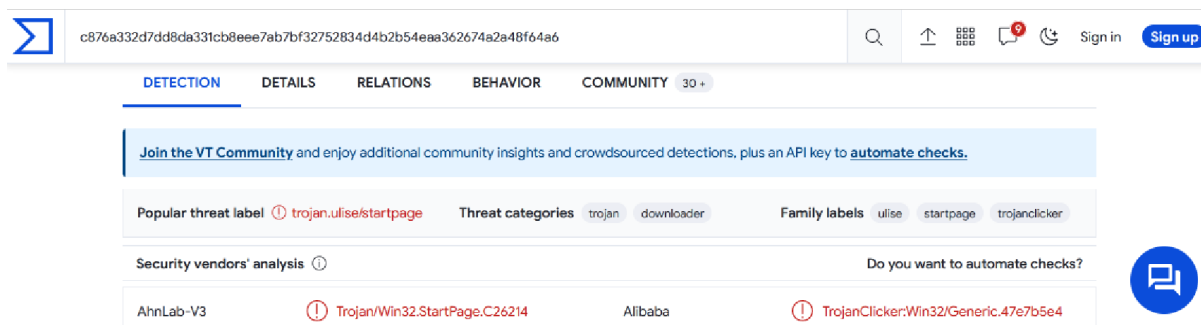 c876a332d7dd8da331cb8eee7ab7bf32752834d4b2b54eaa362674a2a48f64a6
9
Sign in
Sign up
DETECTION DETAILS RELATIONS BEHAVIOR COMMUNITY 30 +
Join the VT Community and enjoy additional community insights and crowdsourced detections, plus an API key to automate checks.
Popular threat label trojan.ulise/startpage Threat categories trojan downloader Family labels ulise startpage trojanclicker
Security vendors' analysis Do you want to automate checks?
AhnLab-V3 Trojan/Win32.StartPage.C26214 Alibaba TrojanClicker:Win32/Generic.47e7b5e4